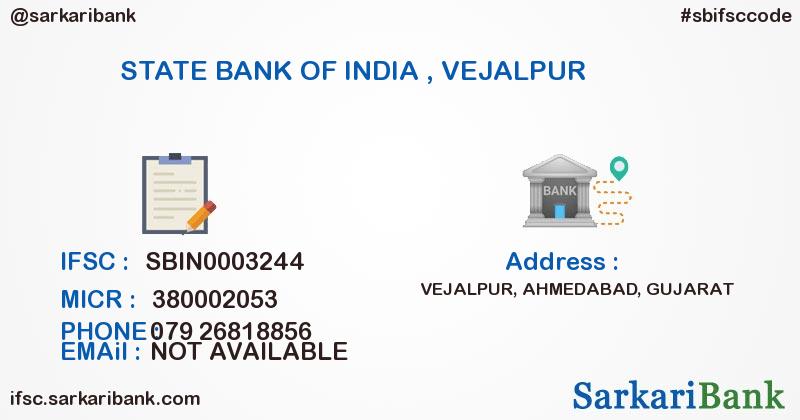 @sarkaribank
#sbifsccode
STATE BANK OF INDIA , VEJALPUR
BANK
IFSC : SBIN0003244
MICR : 380002053
PHONE : 079 26818856
EMAil : NOT AVAILABLE
Address :
VEJALPUR, AHMEDABAD, GUJARAT
ifsc.sarkaribank.com
SarkariBank